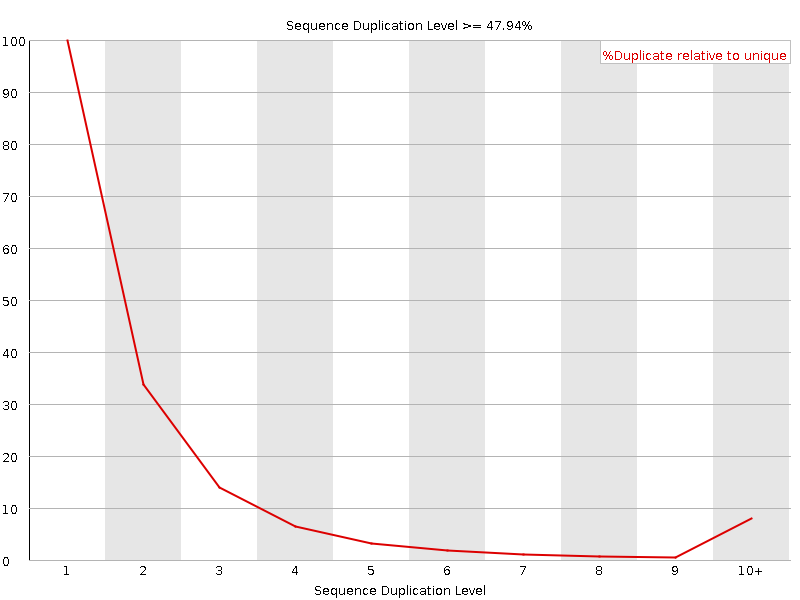 Sequence Duplication Level >= 47.94%
%Duplicate relative to unique
100
90
80
70
60
50
40
30
20
10
0
1 2 3 4 5 6 7 8 9 10+
Sequence Duplication Level